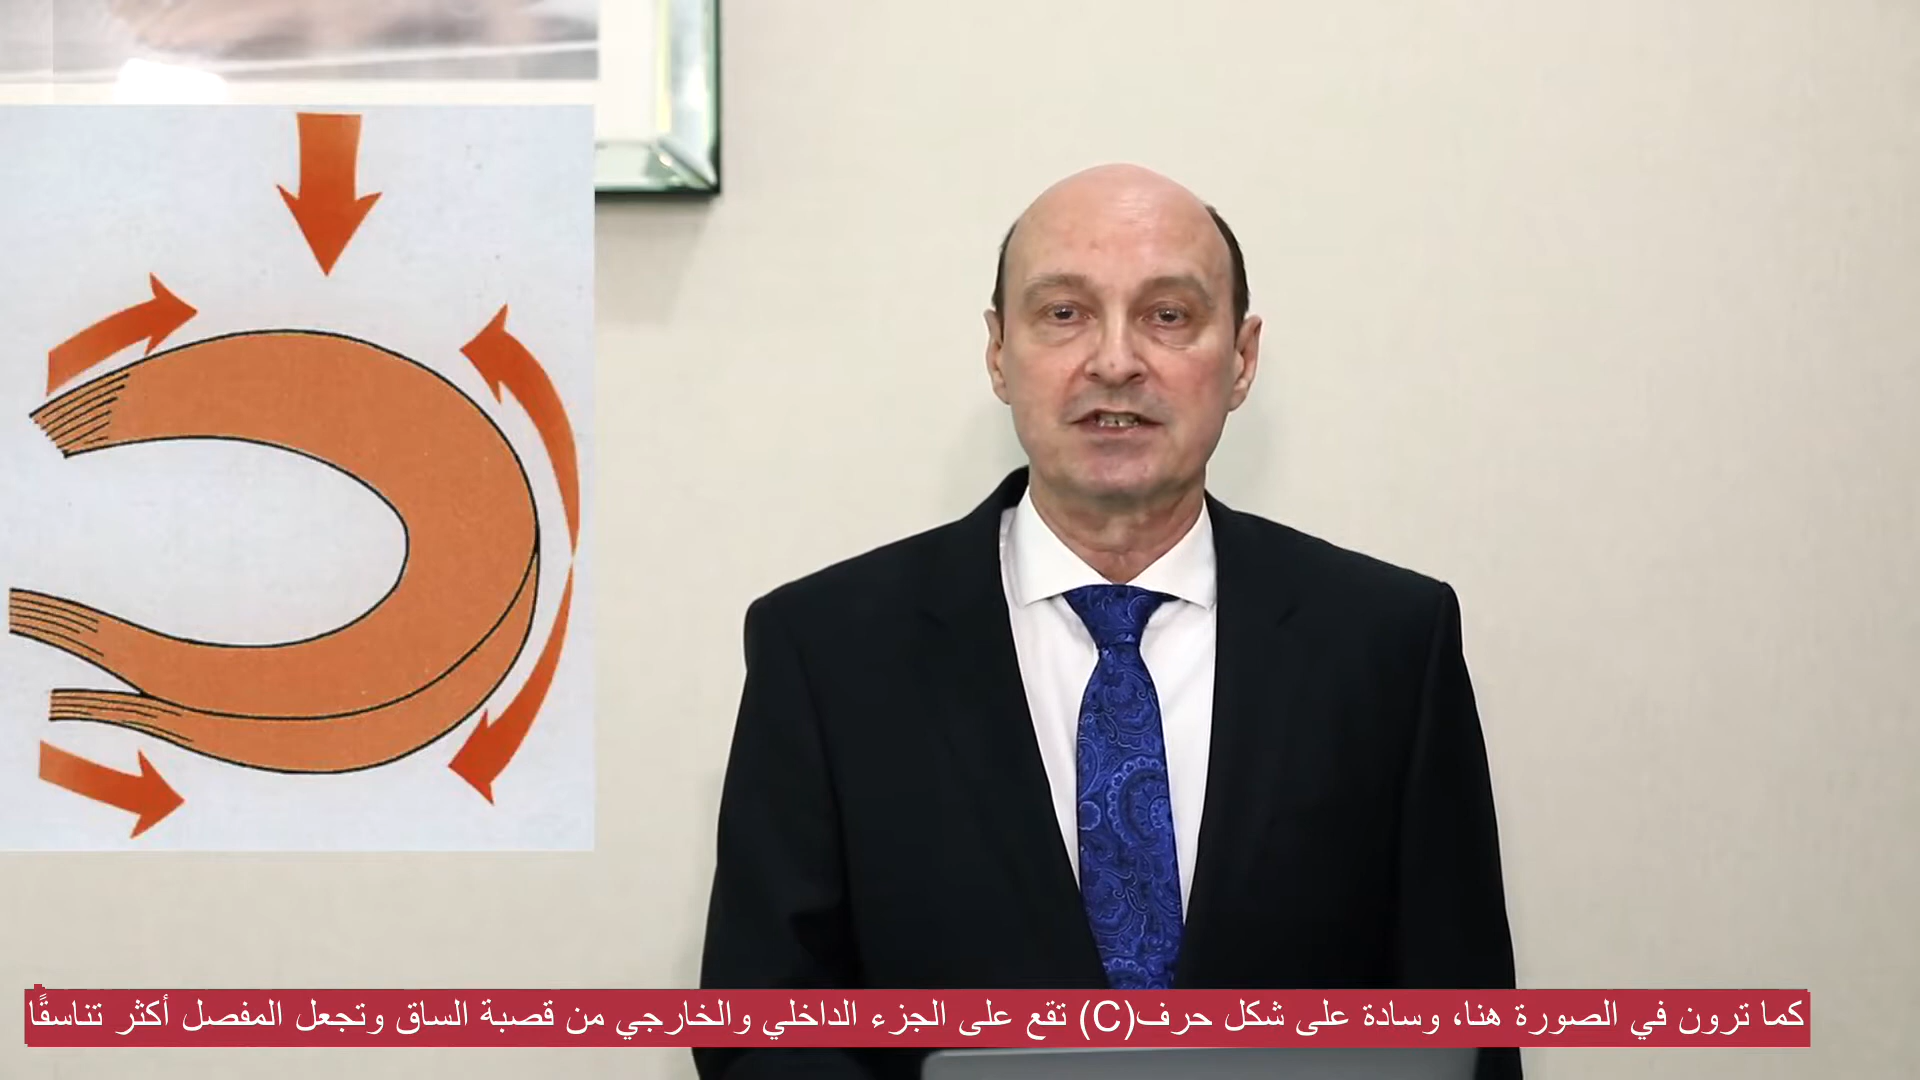 كما ترون في الصورة هنا، وسادة على شكل حرف(C) تقع على الجزء الداخلي والخارجي من قصبة الساق وتجعل المفصل أكثر تناسقًا